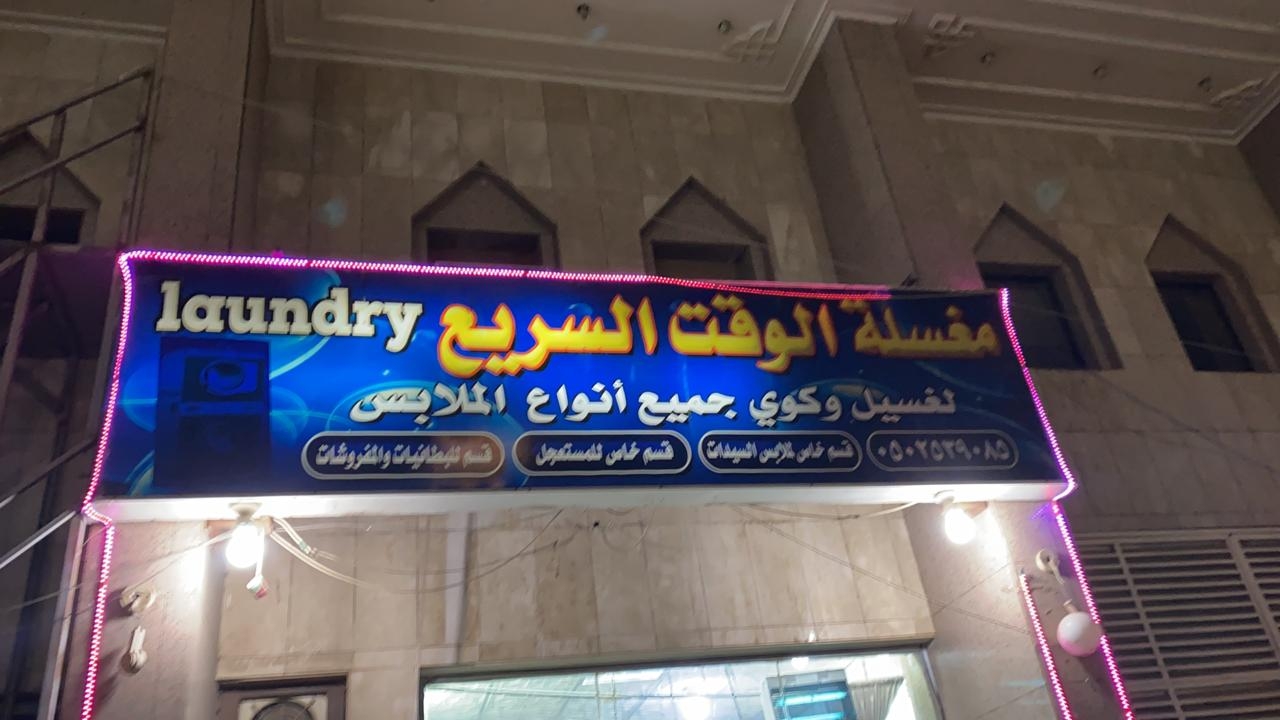 مغسلة الوقت السريع laundry
لغسيل وكوي جميع أنواع الملابس
٠٥٠٢٥٣٩٠٨٥ قسم خاص لملابس السيدات قسم خاص للمستعجل قسم للبطانيات والمفروشات